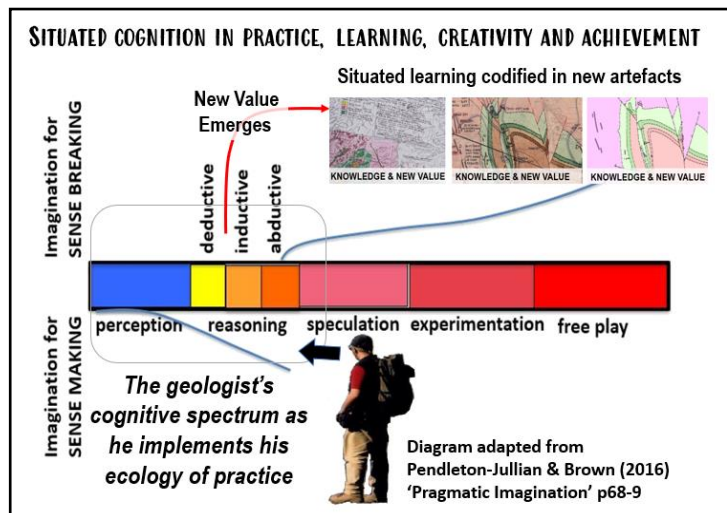 SITUATED COGNITION IN PRACTICE, LEARNING, CREATIVITY AND ACHIEVEMENT
Situated learning codified in new artefacts
New Value
Emerges
KNOWLEDGE & NEW VALUE
KNOWLEDGE & NEW VALUE
KNOWLEDGE & NEW VALUE
Imagination for
SENSE BREAKING
deductive
inductive
abductive
perception
reasoning
speculation
experimentation
free play
Imagination for
SENSE MAKING
The geologist's
cognitive spectrum as
he implements his
ecology of practice
Diagram adapted from
Pendleton-Jullian & Brown (2016)
'Pragmatic Imagination' p68-9